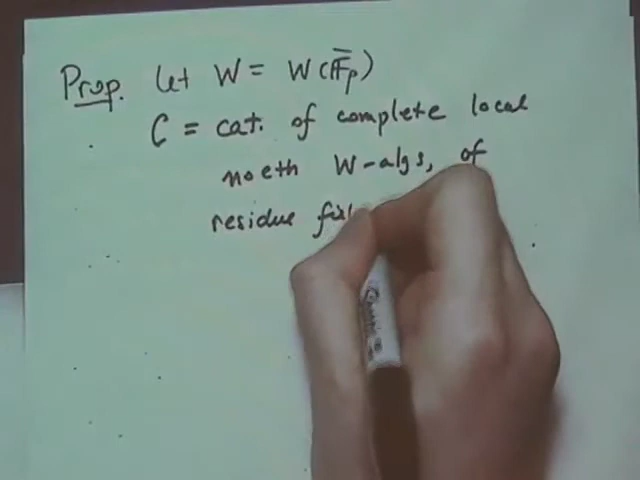 Prop. Let W = W(F̄p)
C = cat. of complete local
noeth W-algs, of
residue